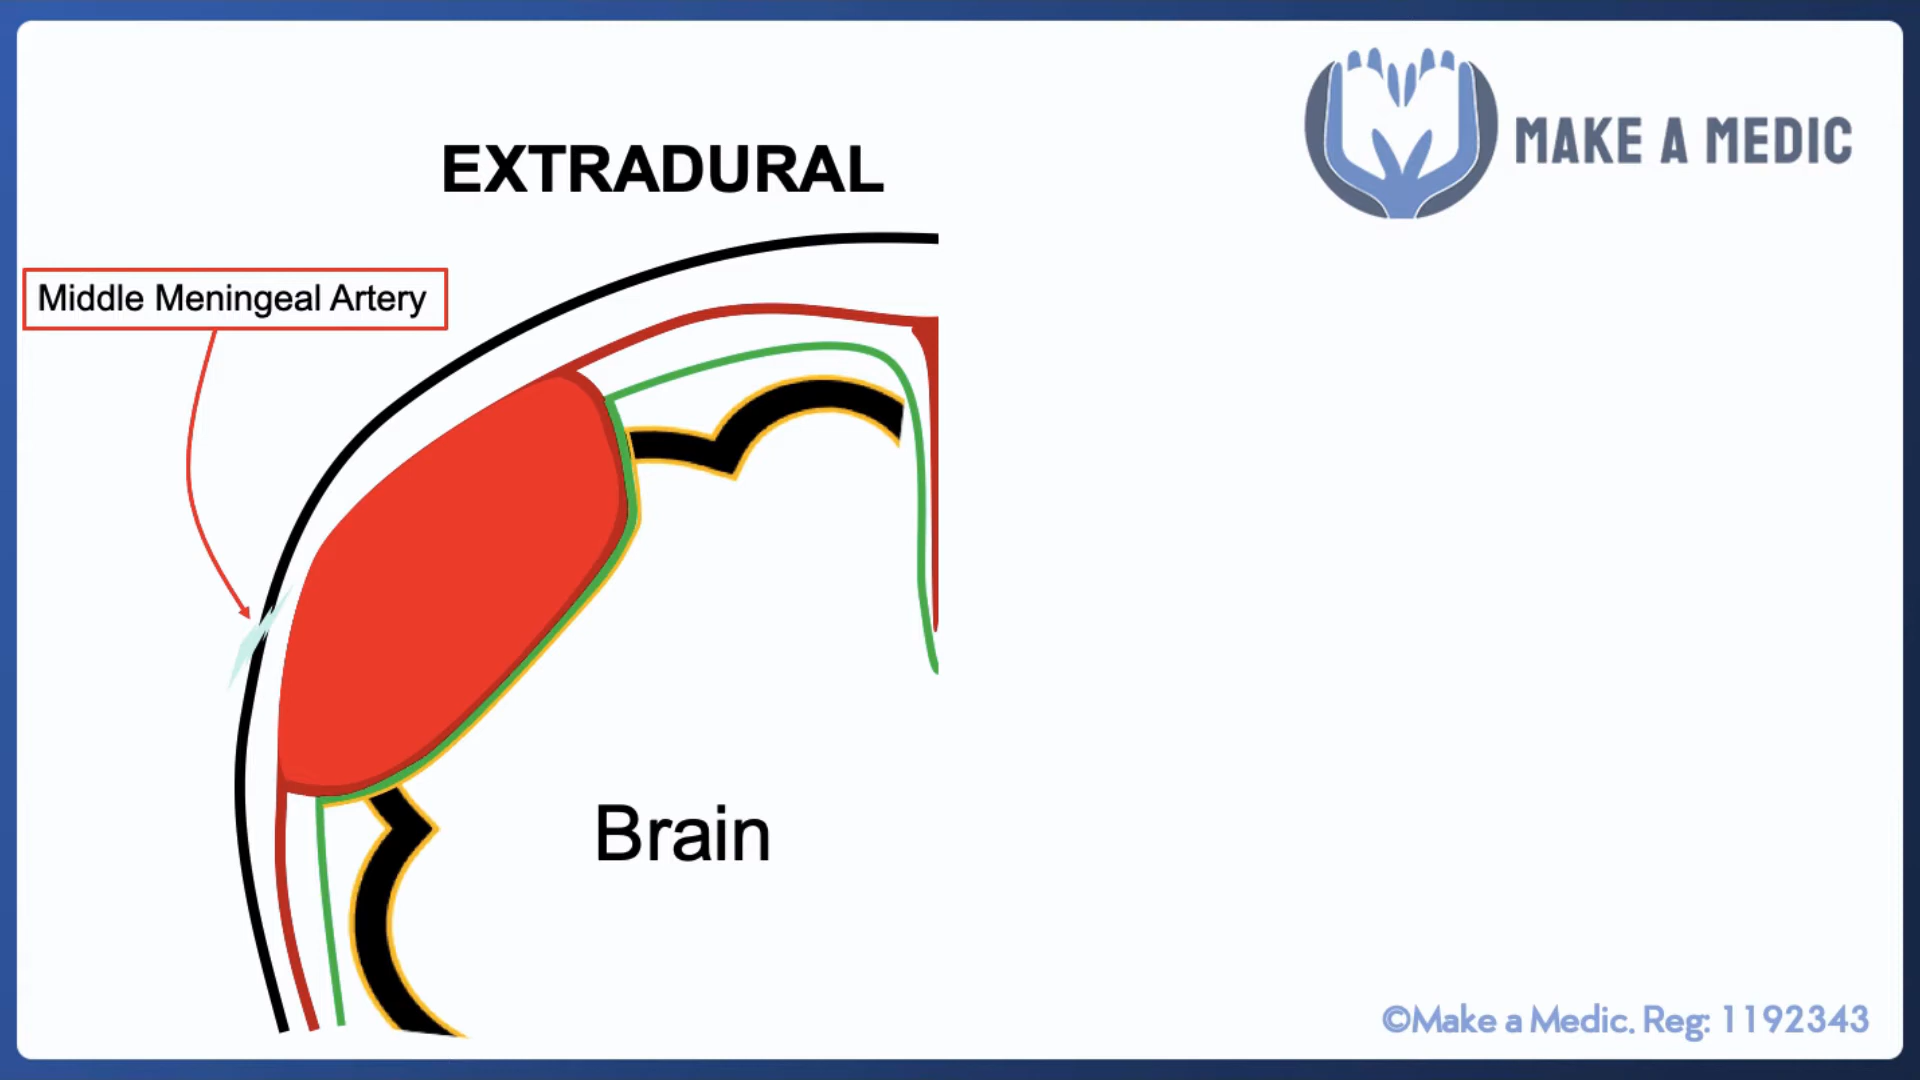 MAKE A MEDIC
EXTRADURAL
Middle Meningeal Artery
Brain
©Make a Medic. Reg: 1192343